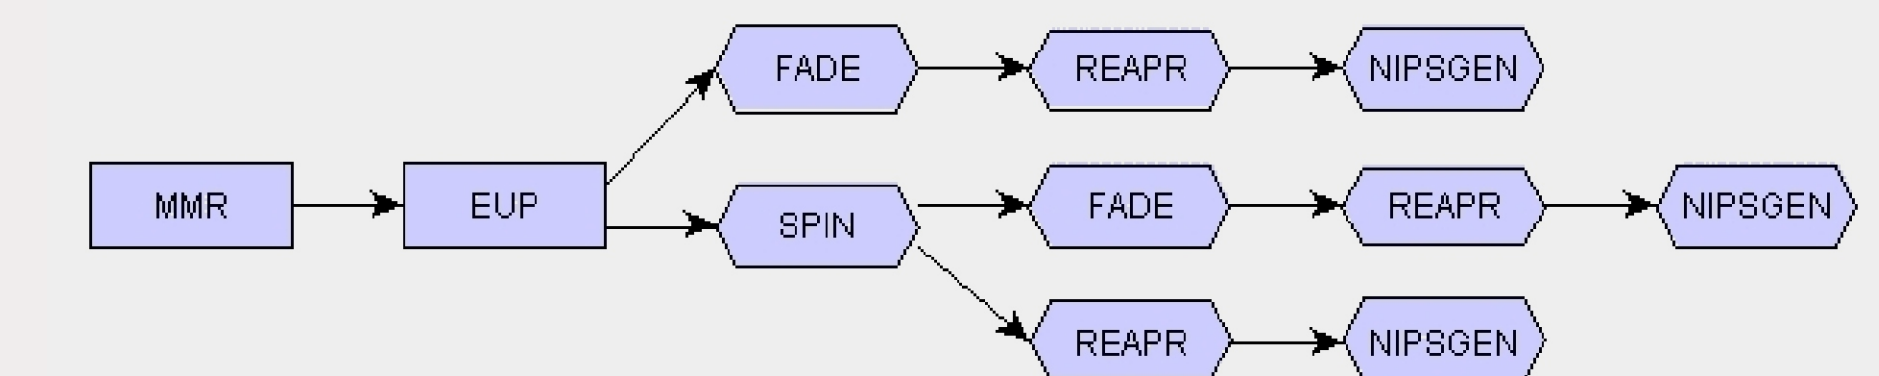 FADE
REAPR
NIPSGEN
MMR
EUP
SPIN
FADE
REAPR
NIPSGEN
REAPR
NIPSGEN